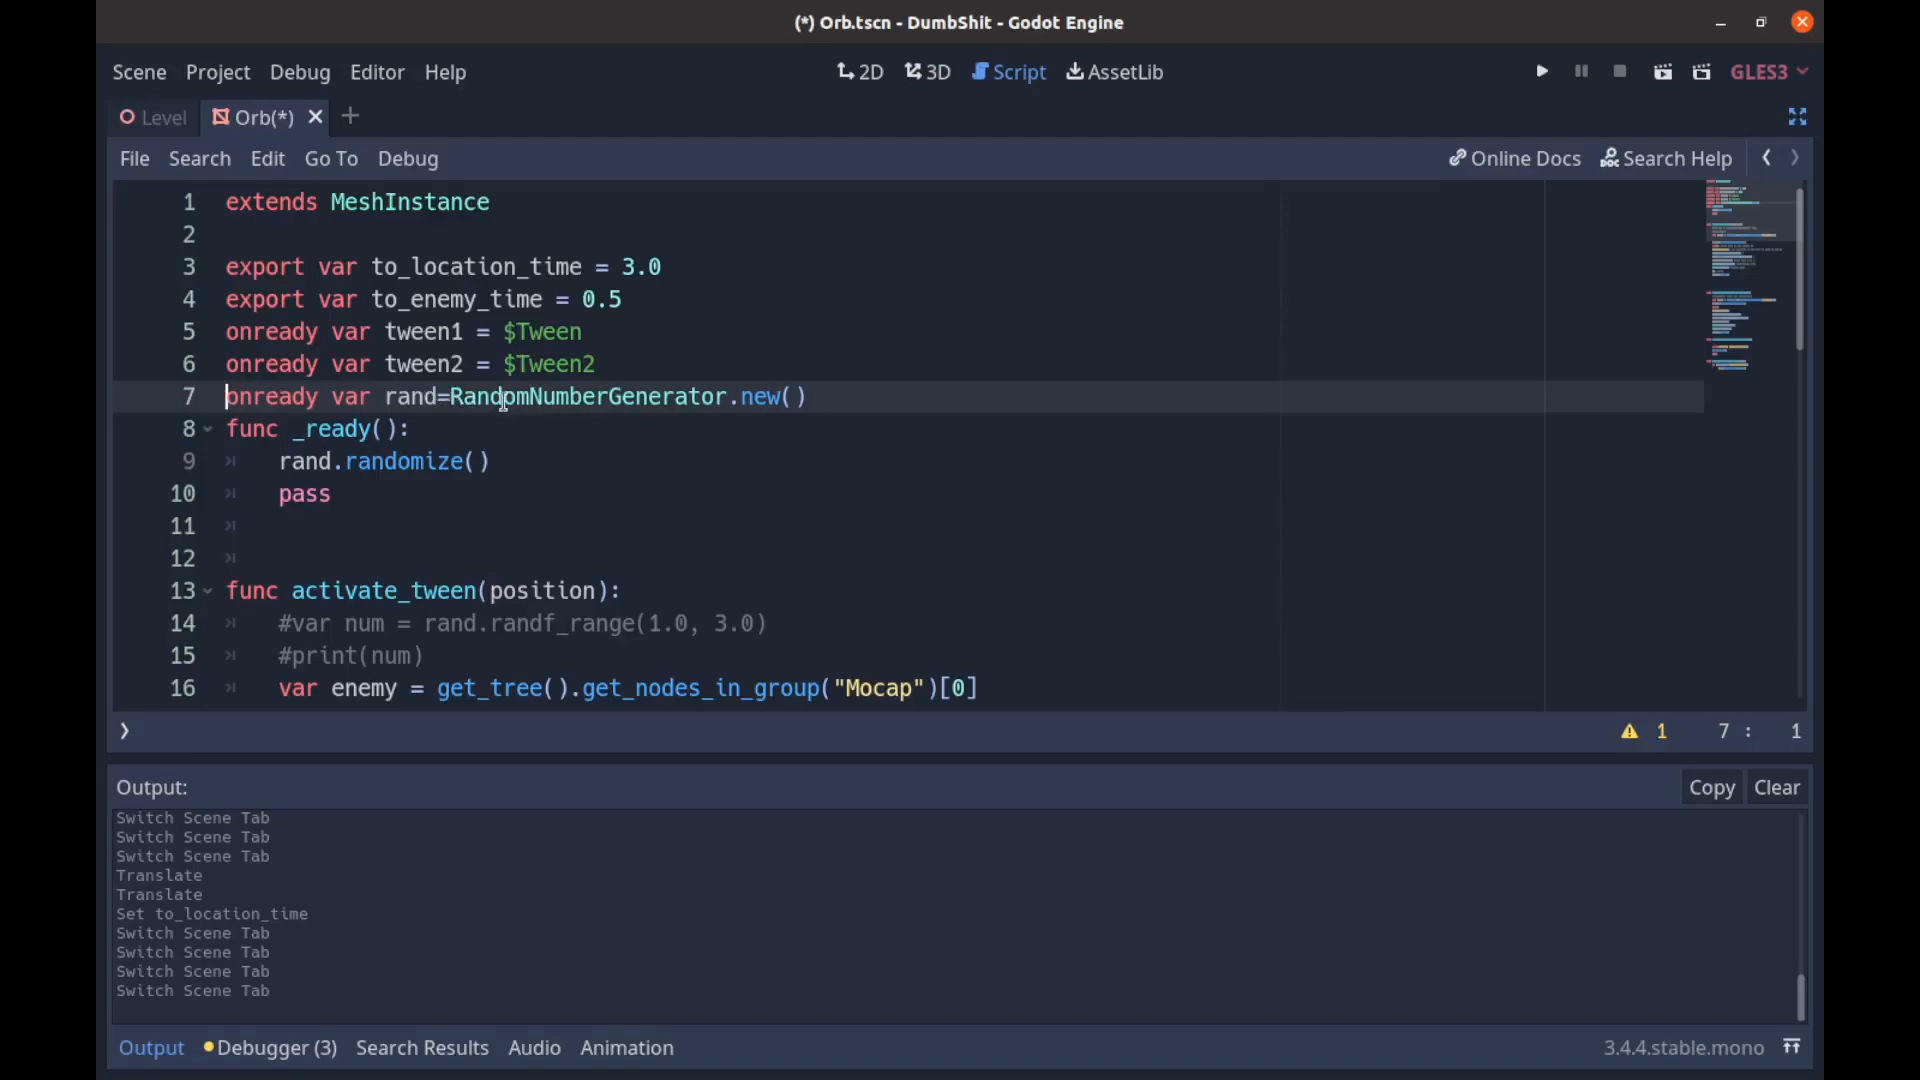 (*) Orb.tscn - DumbShit - Godot Engine
Scene Project Debug Editor Help 2D 3D Script AssetLib GLES3
Level Orb(*)
File Search Edit Go To Debug Online Docs Search Help
1 extends MeshInstance
2
3 export var to_location_time = 3.0
4 export var to_enemy_time = 0.5
5 onready var tween1 = $Tween
6 onready var tween2 = $Tween2
7 onready var rand=RandomNumberGenerator.new()
8 func _ready():
9 rand.randomize()
10 pass
11
12
13 func activate_tween(position):
14 #var num = rand.randf_range(1.0, 3.0)
15 #print(num)
16 var enemy = get_tree().get_nodes_in_group("Mocap")[0]
1 7 : 1
Output: Copy Clear
Switch Scene Tab
Switch Scene Tab
Switch Scene Tab
Translate
Translate
Set to_location_time
Switch Scene Tab
Switch Scene Tab
Switch Scene Tab
Switch Scene Tab
Output Debugger (3) Search Results Audio Animation 3.4.4.stable.mono